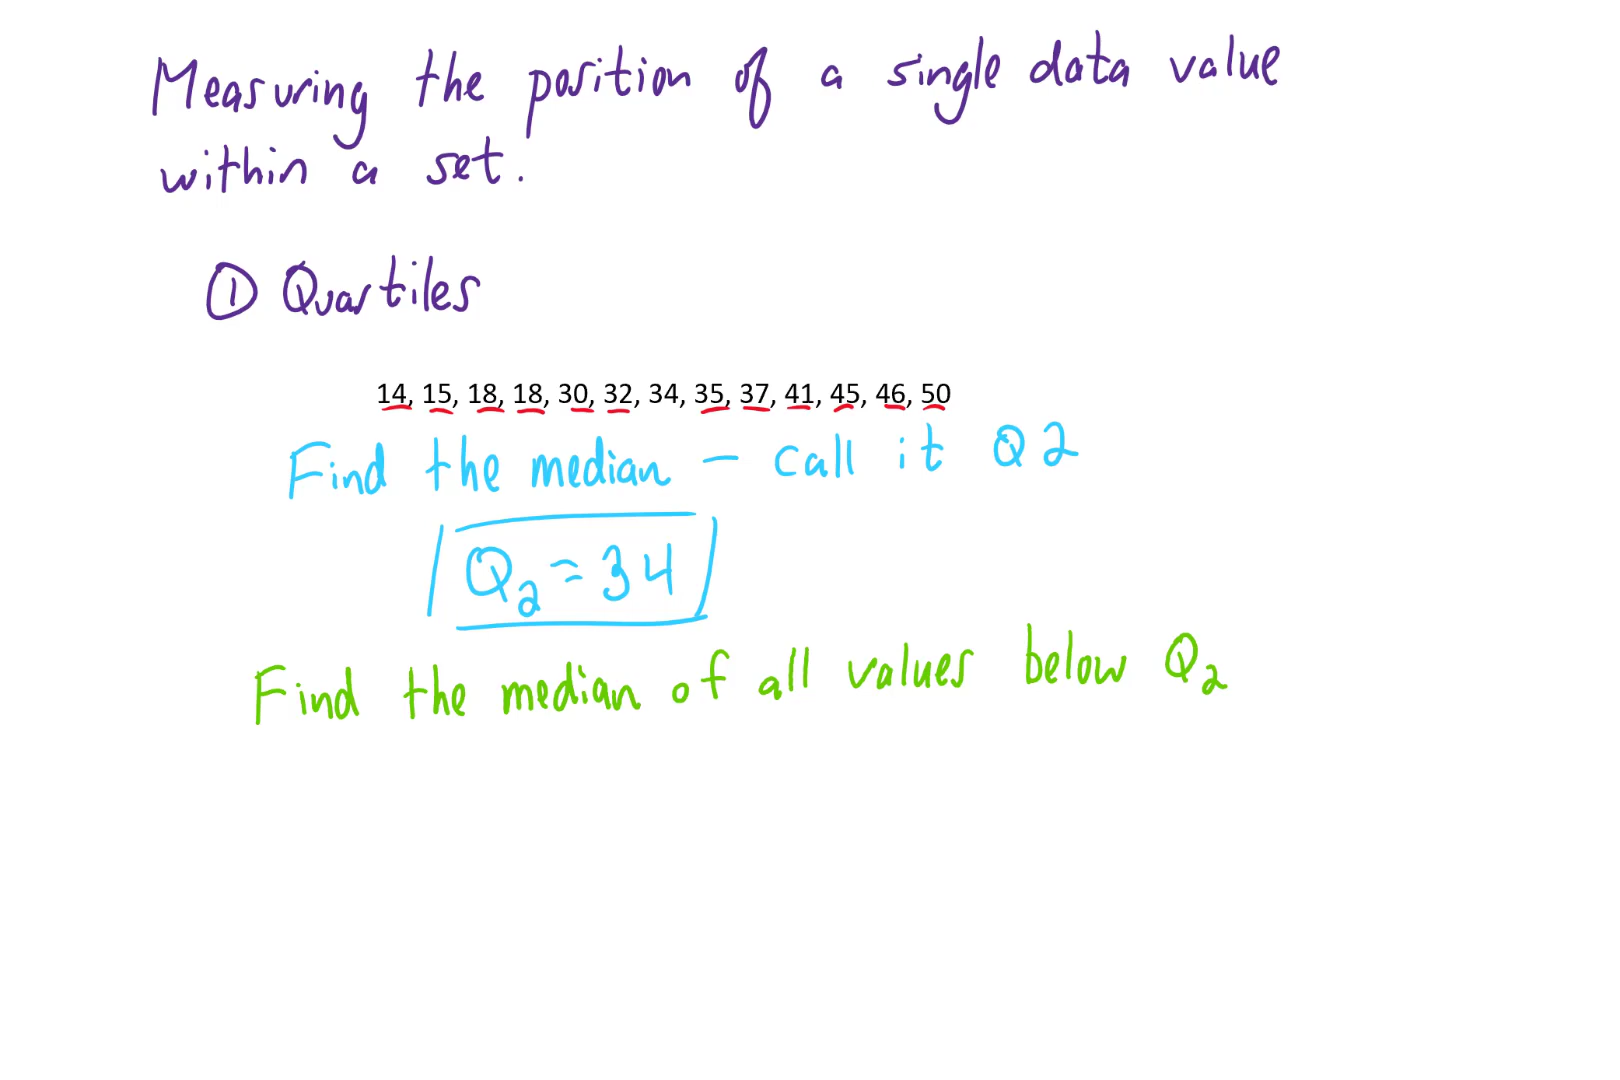 Measuring the position of a single data value
within a set.
① Quartiles
14, 15, 18, 18, 30, 32, 34, 35, 37, 41, 45, 46, 50
Find the median – call it Q2
Q₂ = 34
Find the median of all values below Q₂